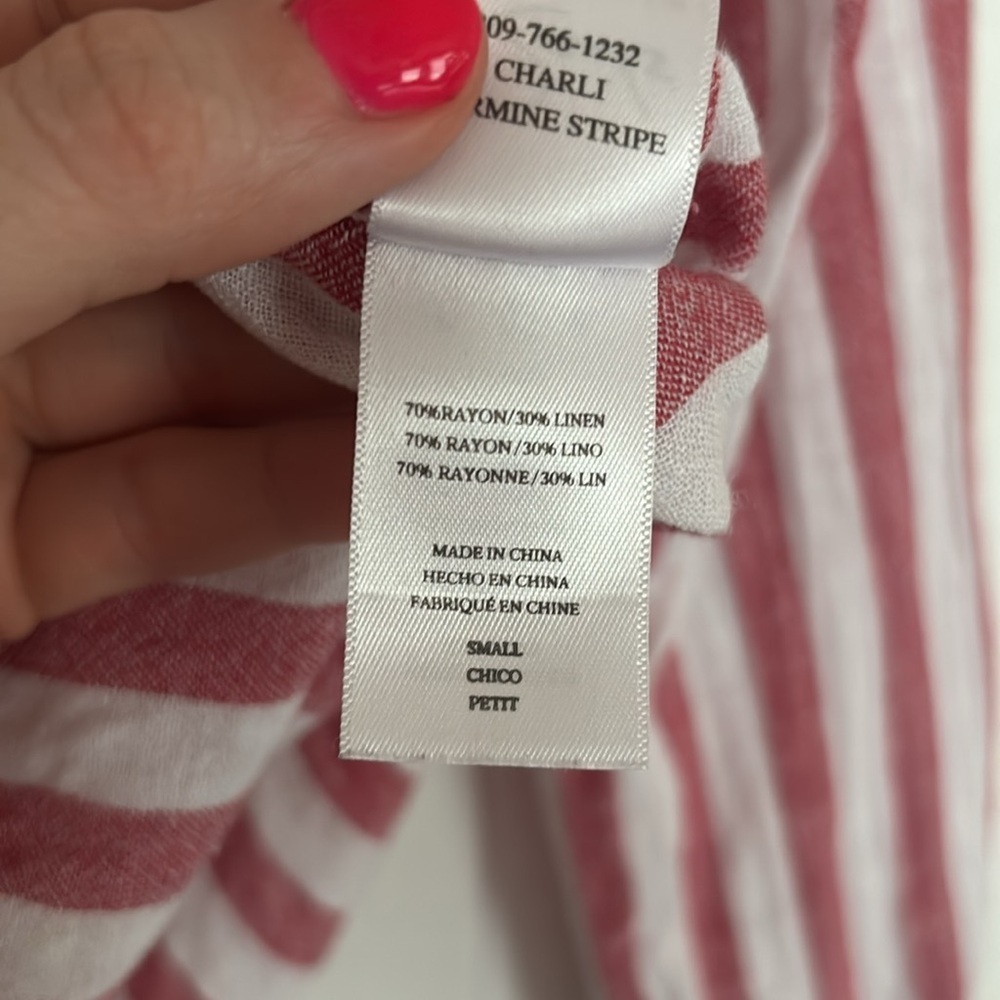 09-766-1232
CHARLI
RMINE STRIPE
70%RAYON/30% LINEN
70% RAYON/30% LINO
70% RAYONNE/30% LIN
MADE IN CHINA
HECHO EN CHINA
FABRIQUÉ EN CHINE
SMALL
CHICO
PETIT